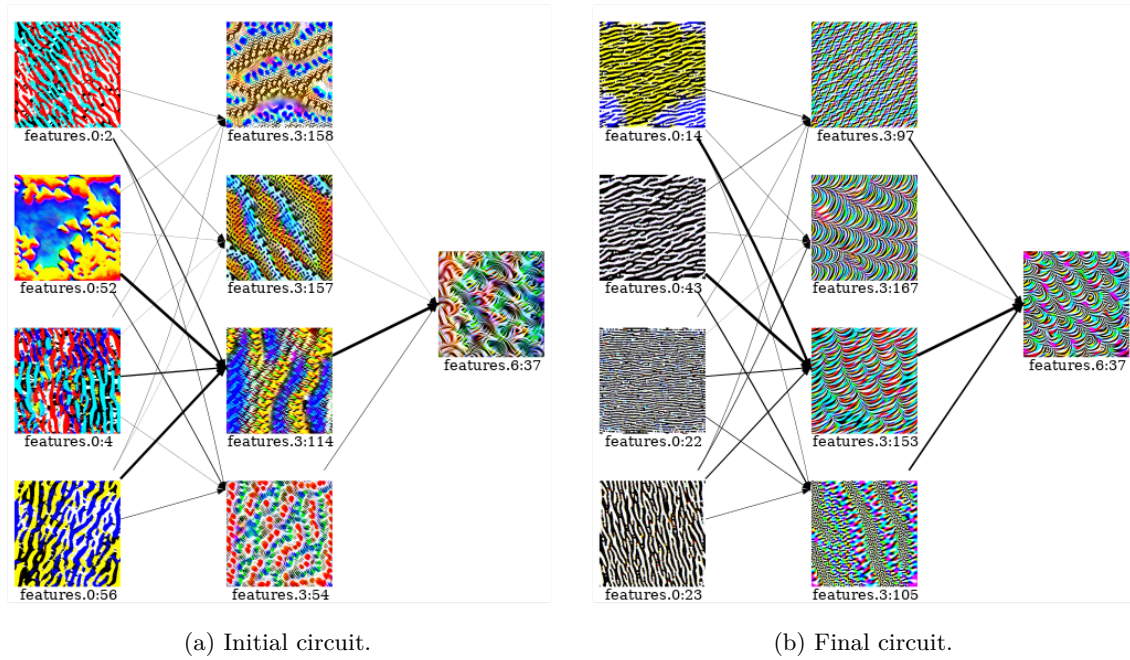 features.0:2
features.3:158
features.0:52
features.3:157
features.6:37
features.0:4
features.3:114
features.0:56
features.3:54
(a) Initial circuit.
features.0:14
features.3:97
features.0:43
features.3:167
features.6:37
features.0:22
features.3:153
features.0:23
features.3:105
(b) Final circuit.